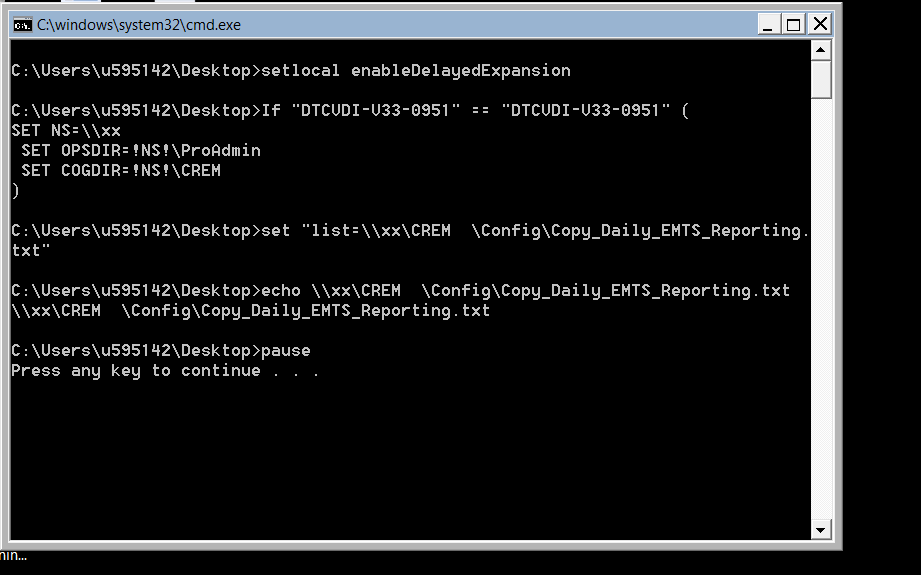 C:\windows\system32\cmd.exe
C:\Users\u595142\Desktop>setlocal enableDelayedExpansion
C:\Users\u595142\Desktop>If "DTCVDI-V33-0951" == "DTCVDI-V33-0951" (
SET NS=\\xx
 SET OPSDIR=!NS!\ProAdmin
 SET COGDIR=!NS!\CREM
)
C:\Users\u595142\Desktop>set "list=\\xx\CREM  \Config\Copy_Daily_EMTS_Reporting.
txt"
C:\Users\u595142\Desktop>echo \\xx\CREM  \Config\Copy_Daily_EMTS_Reporting.txt
\\xx\CREM  \Config\Copy_Daily_EMTS_Reporting.txt
C:\Users\u595142\Desktop>pause
Press any key to continue . . .